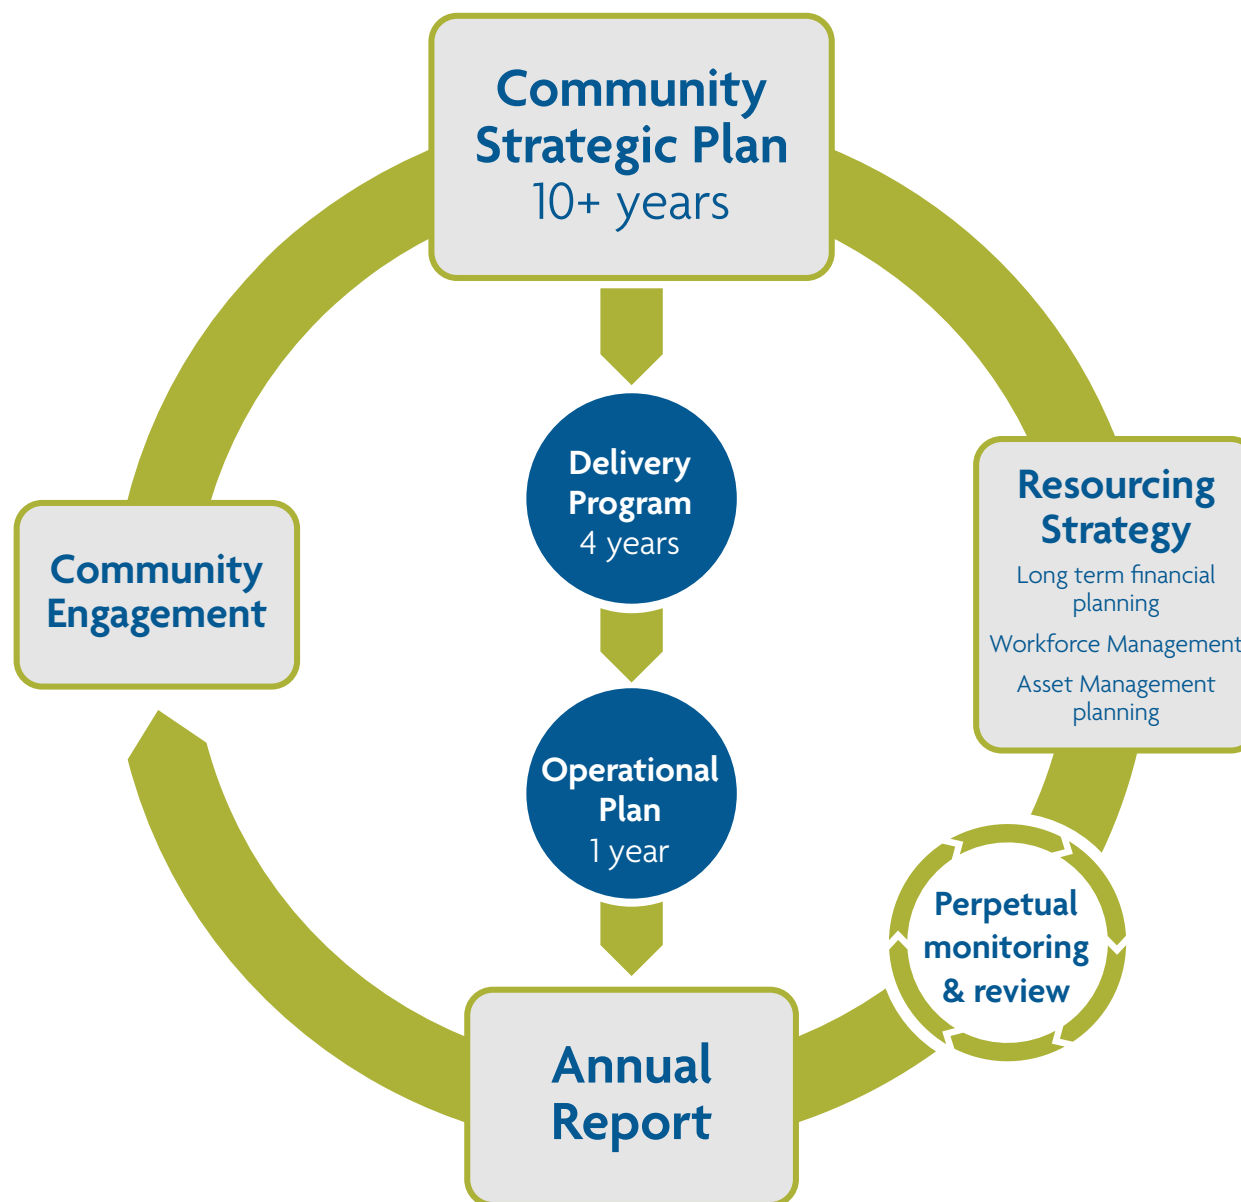 Community
Strategic Plan
10+ years
Delivery
Program
4 years
Resourcing
Strategy
Long term financial
planning
Workforce Management
Asset Management
planning
Community
Engagement
Operational
Plan
1 year
Perpetual
monitoring
& review
Annual
Report